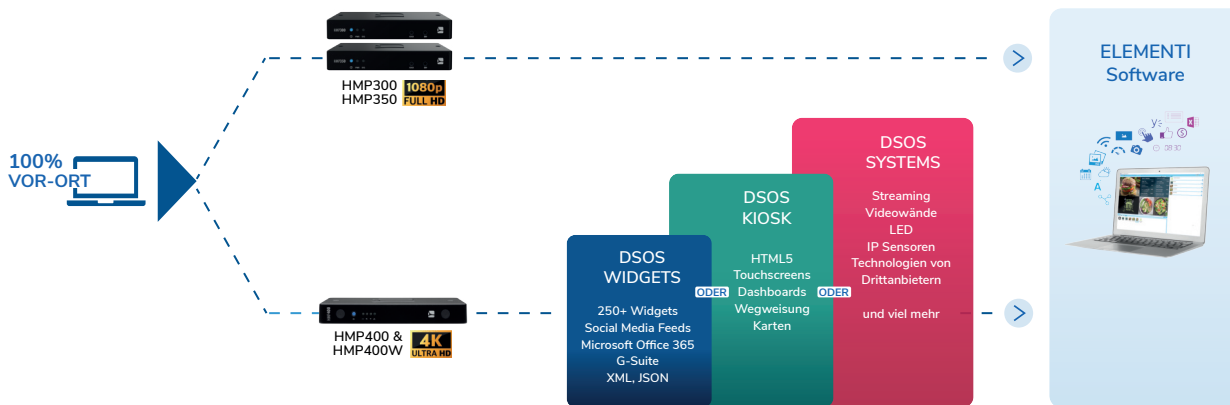 100%
VOR-ORT
HMP300
HMP350
1080p
FULL HD
HMP400 &
HMP400W
4K
ULTRA HD
DSOS
WIDGETS
250+ Widgets
Social Media Feeds
Microsoft Office 365
G-Suite
XML, JSON
ODER
DSOS
KIOSK
HTML5
Touchscreens
Dashboards
Wegweisung
Karten
ODER
DSOS
SYSTEMS
Streaming
Videowände
LED
IP Sensoren
Technologien von
Drittanbietern
und viel mehr
ELEMENTI
Software
08:30